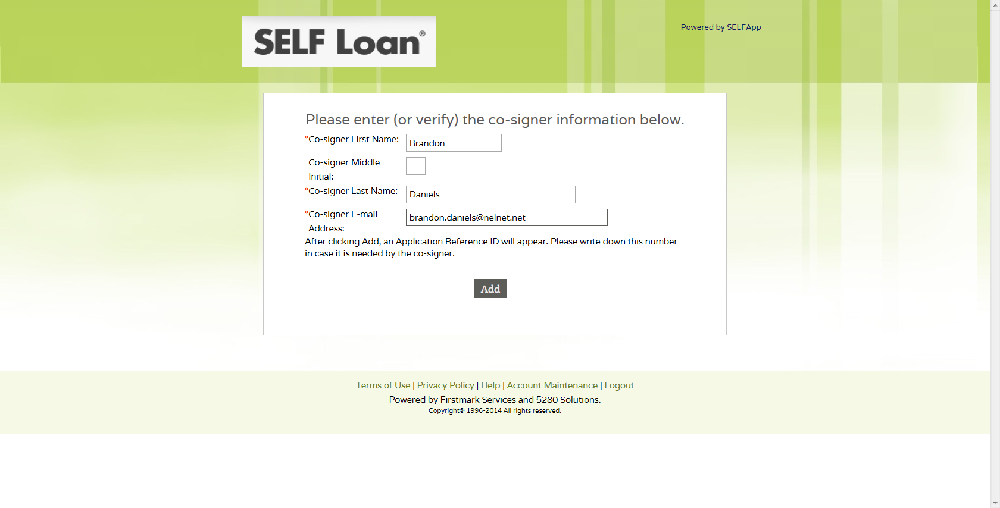 SELF Loan®
Powered by SELFApp
Please enter (or verify) the co-signer information below.
*Co-signer First Name: Brandon
Co-signer Middle
Initial:
*Co-signer Last Name: Daniels
*Co-signer E-mail brandon.daniels@nelnet.net
Address:
After clicking Add, an Application Reference ID will appear. Please write down this number
in case it is needed by the co-signer.
Add
Terms of Use | Privacy Policy | Help | Account Maintenance | Logout
Powered by Firstmark Services and 5280 Solutions.
Copyright© 1996-2014 All rights reserved.